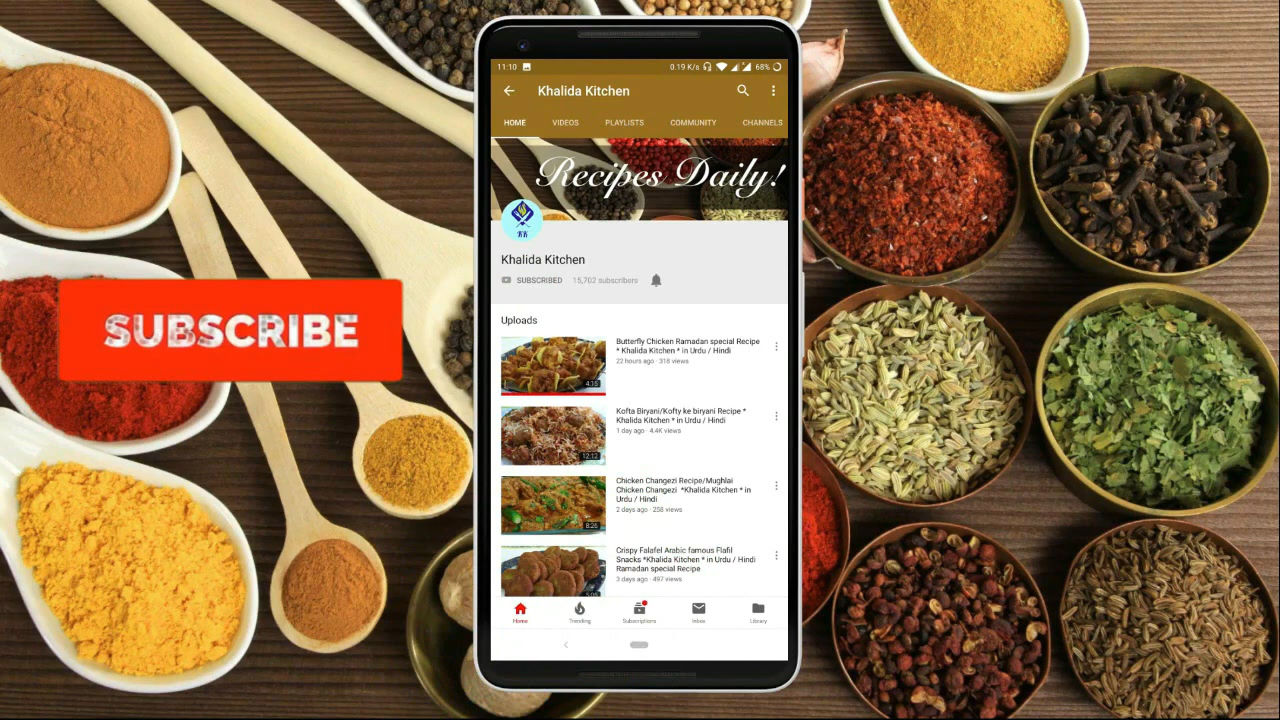 SUBSCRIBE
11:10
0.19 K/s
68%
Khalida Kitchen
HOME VIDEOS PLAYLISTS COMMUNITY CHANNELS
Recipes Daily!
KK
Khalida Kitchen
SUBSCRIBED 15,702 subscribers
Uploads
4:15
Butterfly Chicken Ramadan special Recipe
* Khalida Kitchen * in Urdu / Hindi
22 hours ago · 318 views
12:12
Kofta Biryani/Kofty ke biryani Recipe *
Khalida Kitchen * in Urdu / Hindi
1 day ago · 4.4K views
8:26
Chicken Changezi Recipe/Mughlai
Chicken Changezi *Khalida Kitchen * in
Urdu / Hindi
2 days ago · 258 views
Crispy Falafel Arabic famous Flafil
Snacks *Khalida Kitchen * in Urdu / Hindi
Ramadan special Recipe
3 days ago · 497 views
Home Trending Subscriptions Inbox Library